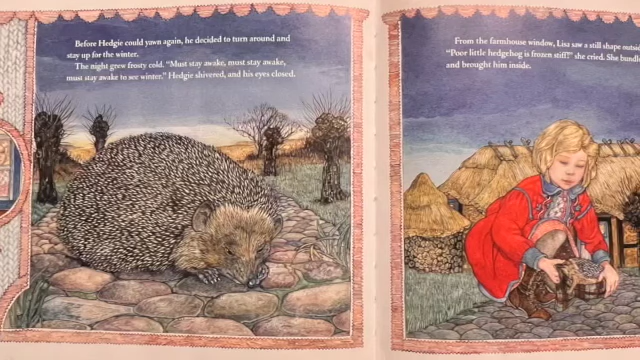 Before Hedgie could yawn again, he decided to turn around and
stay up for the winter.
The night grew frosty cold. “Must stay awake, must stay awake,
must stay awake to see winter.” Hedgie shivered, and his eyes closed.
From the farmhouse window, Lisa saw a still shape outside
“Poor little hedgehog is frozen stiff!” she cried. She
and brought him inside.